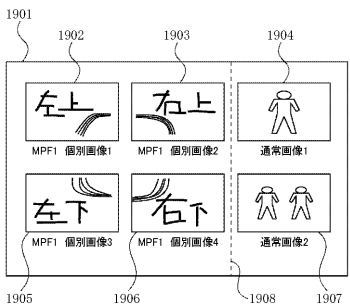 1901
1902
1903
1904
左上
右上
MPF1 個別画像1
MPF1 個別画像2
通常画像1
左下
右下
MPF1 個別画像3
MPF1 個別画像4
通常画像2
1905
1906
1908
1907